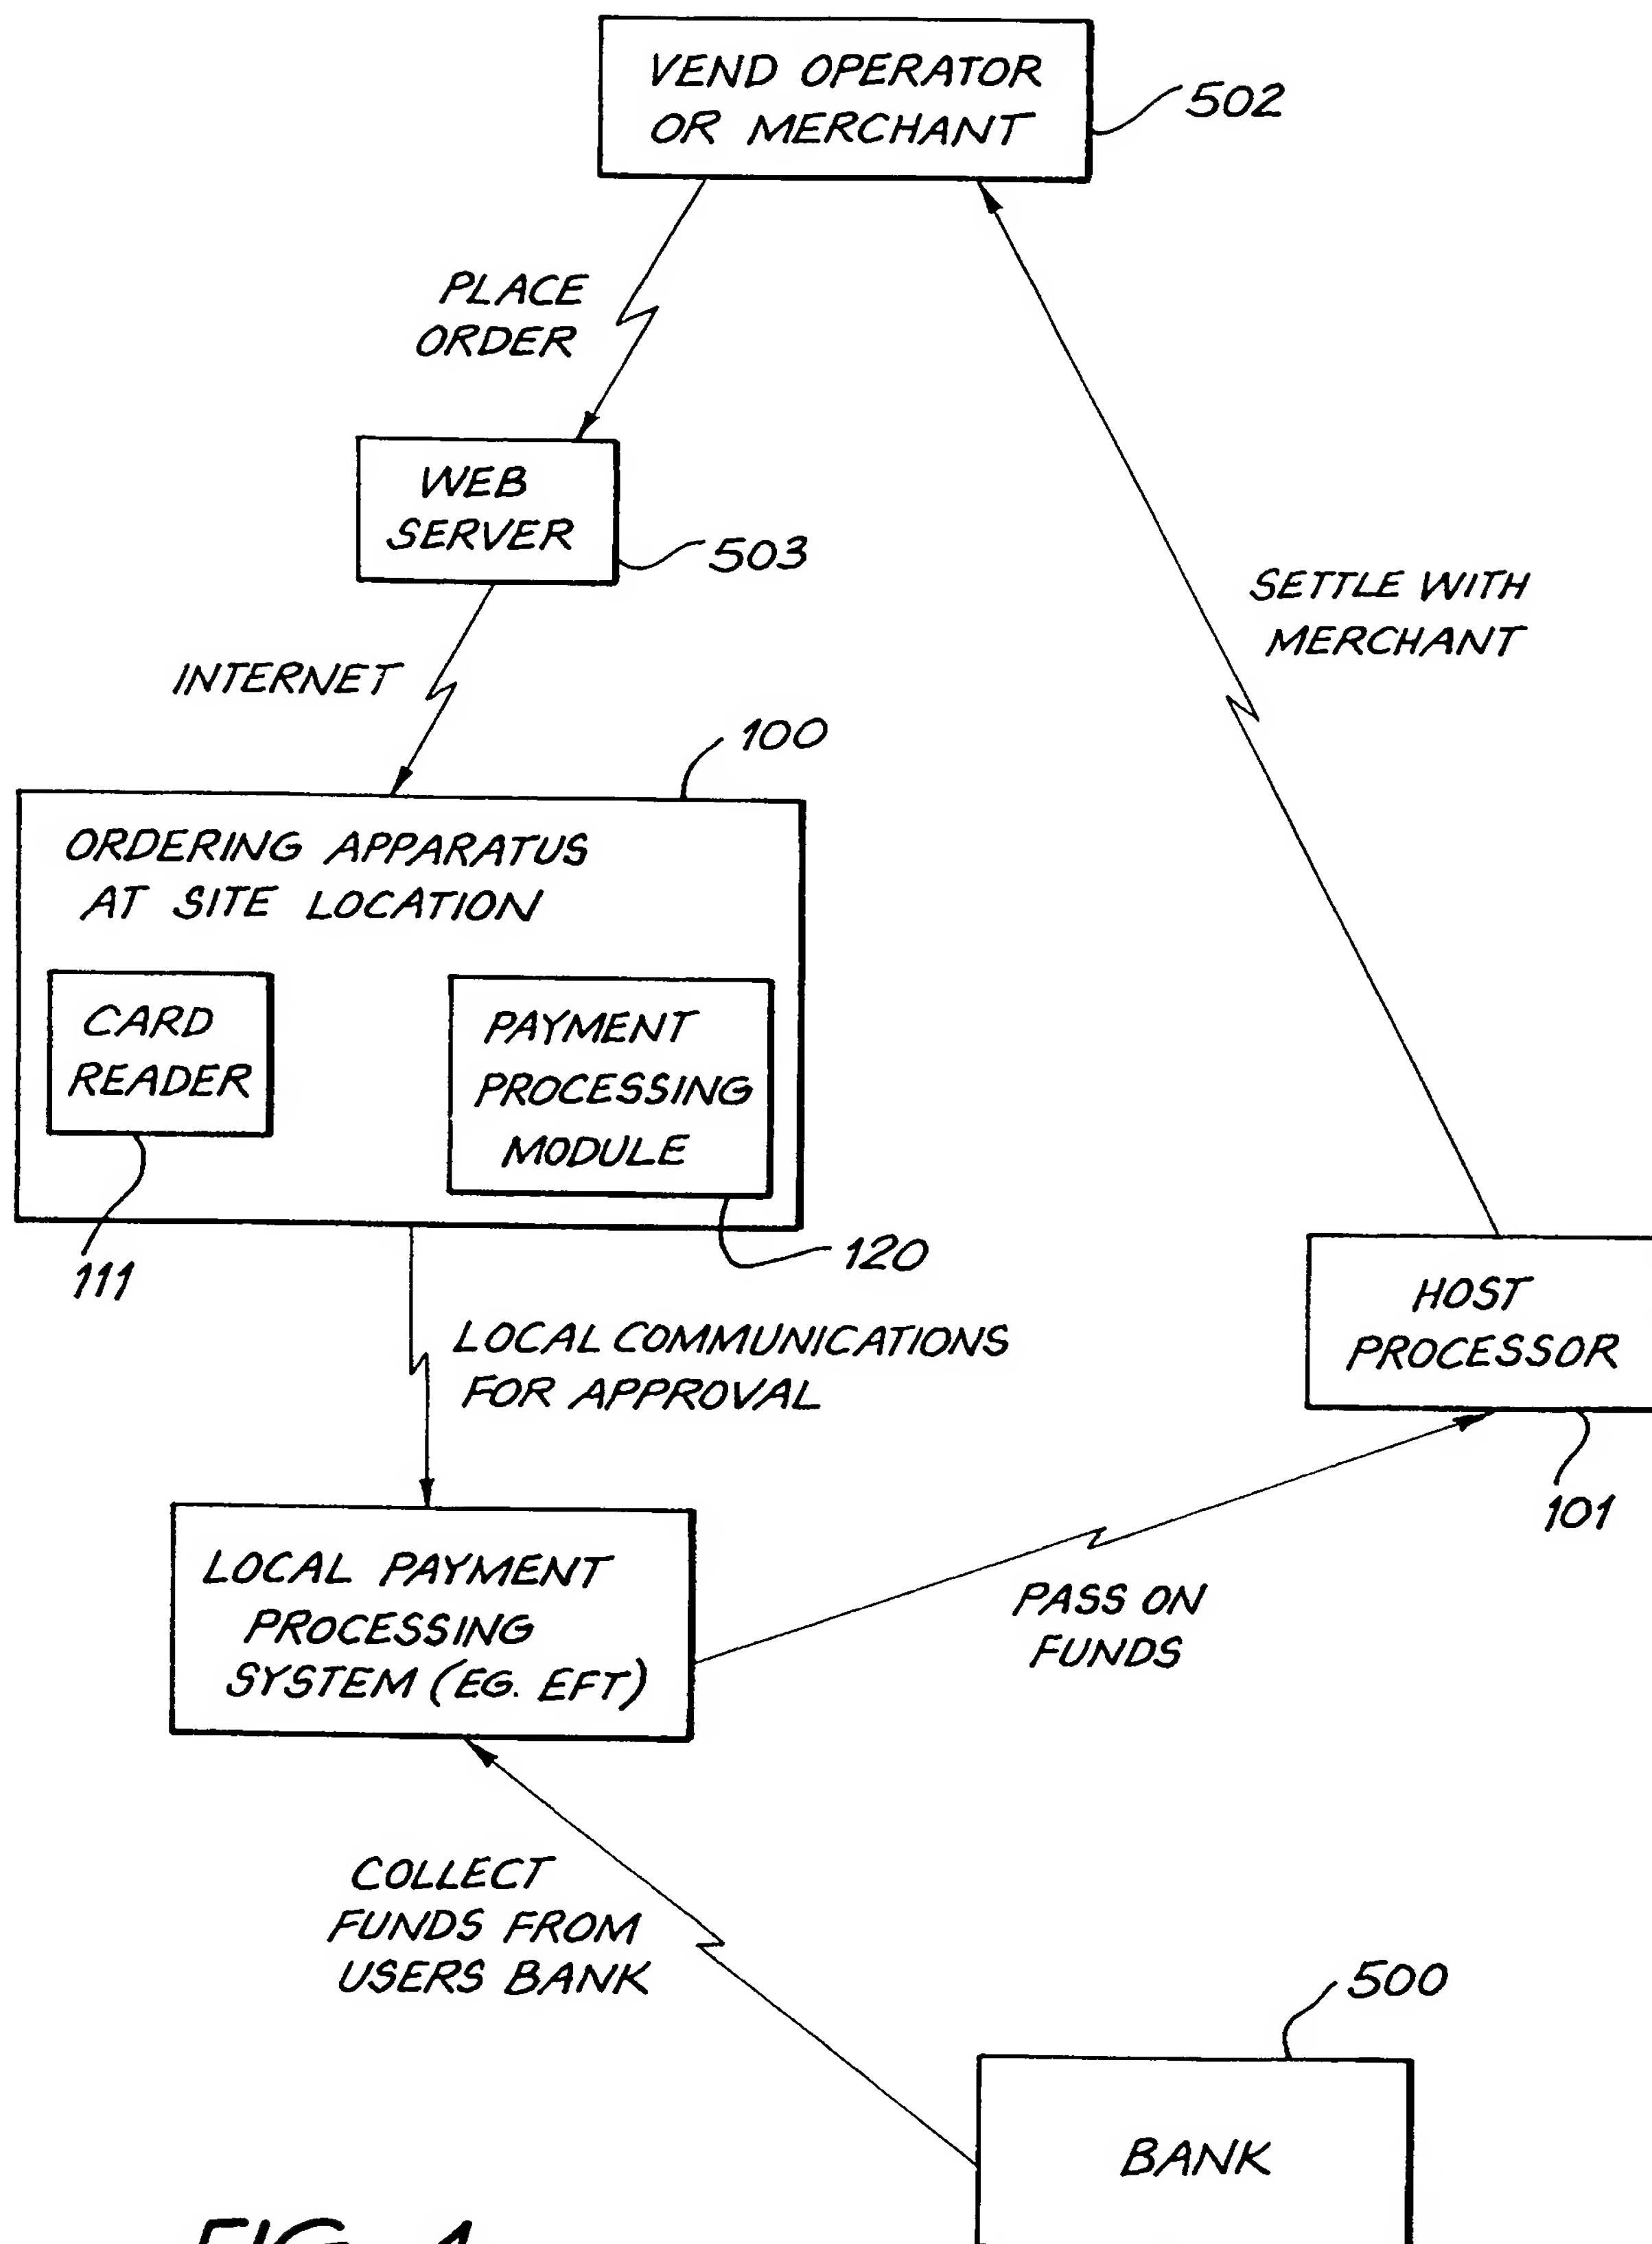 VEND OPERATOR
OR MERCHANT
502
PLACE
ORDER
WEB
SERVER
503
SETTLE WITH
MERCHANT
INTERNET
100
ORDERING APPARATUS
AT SITE LOCATION
CARD
READER
PAYMENT
PROCESSING
MODULE
111
120
HOST
PROCESSOR
LOCAL COMMUNICATIONS
FOR APPROVAL
101
LOCAL PAYMENT
PROCESSING
SYSTEM (EG. EFT)
PASS ON
FUNDS
COLLECT
FUNDS FROM
USERS BANK
500
BANK
FIG.